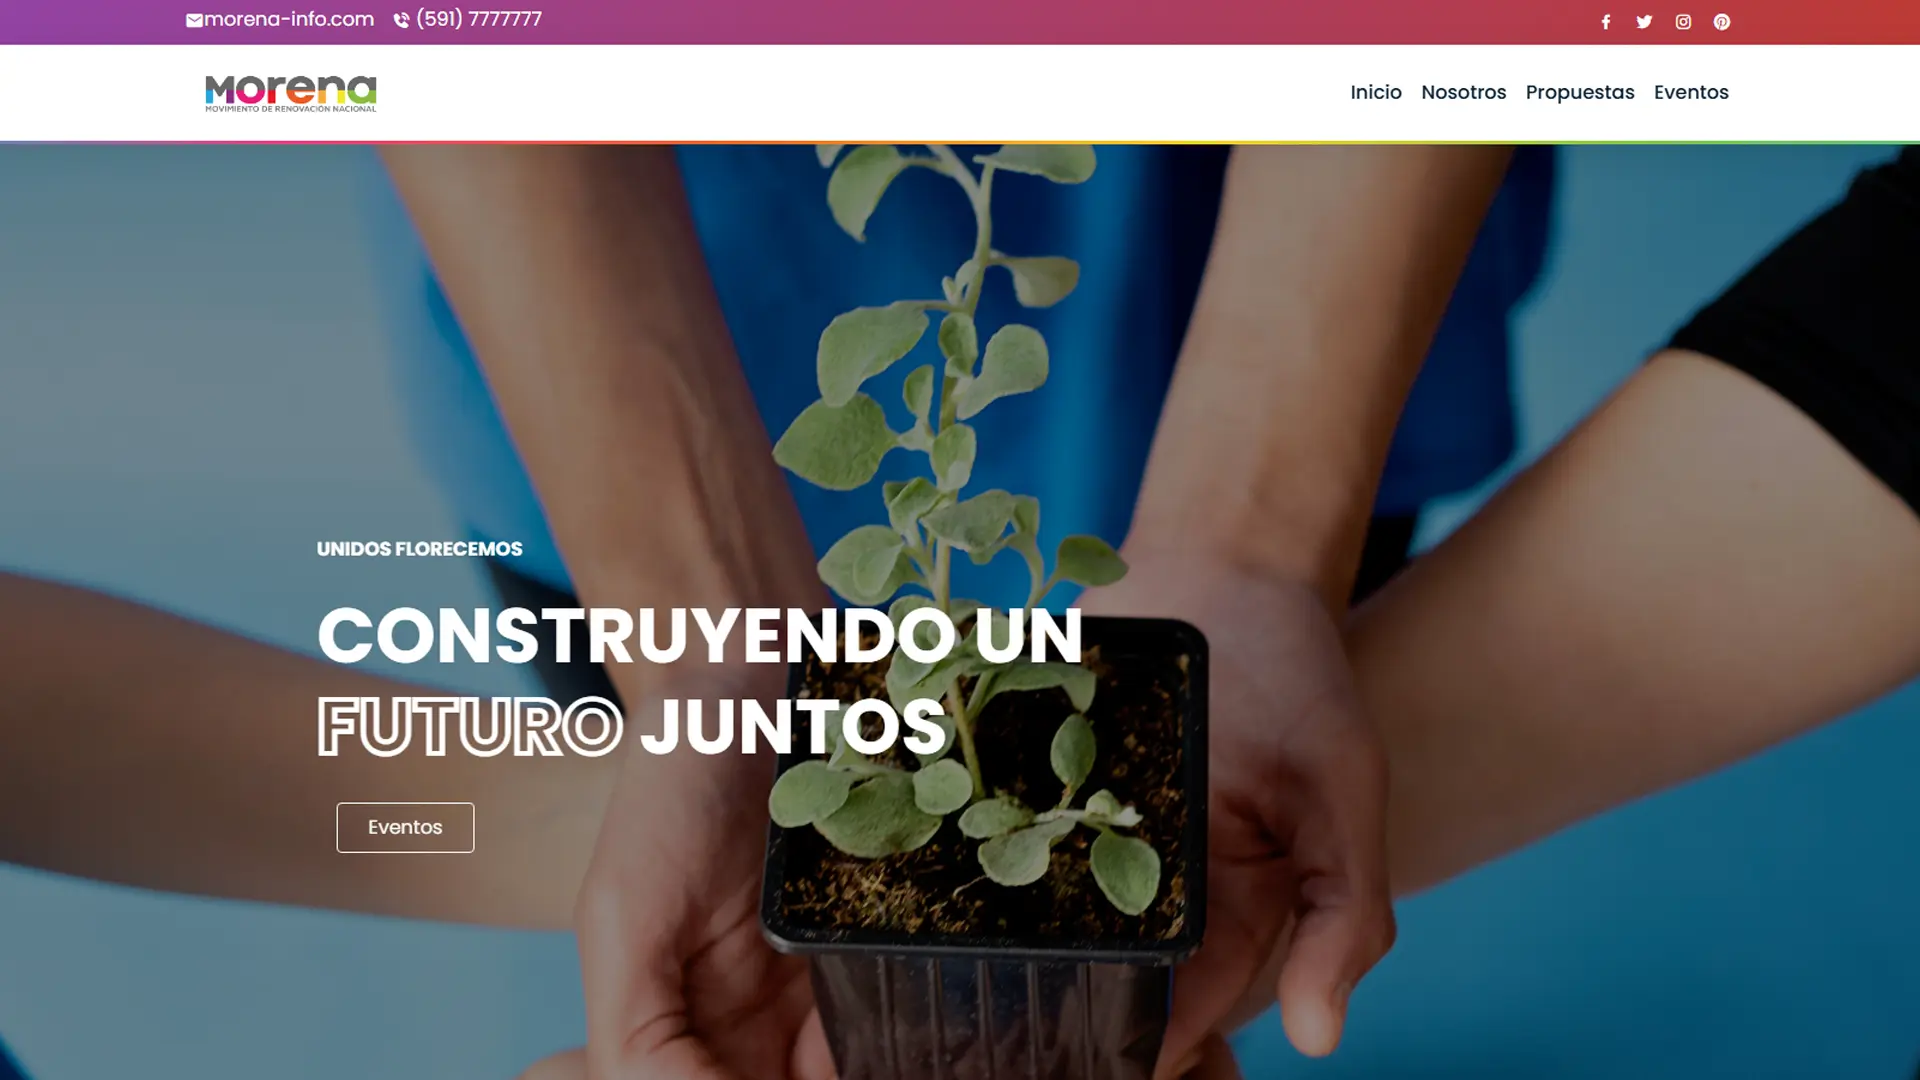 morena-info.com (591) 7777777
morena
MOVIMIENTO DE RENOVACIÓN NACIONAL
Inicio Nosotros Propuestas Eventos
UNIDOS FLORECEMOS
CONSTRUYENDO UN
FUTURO JUNTOS
Eventos